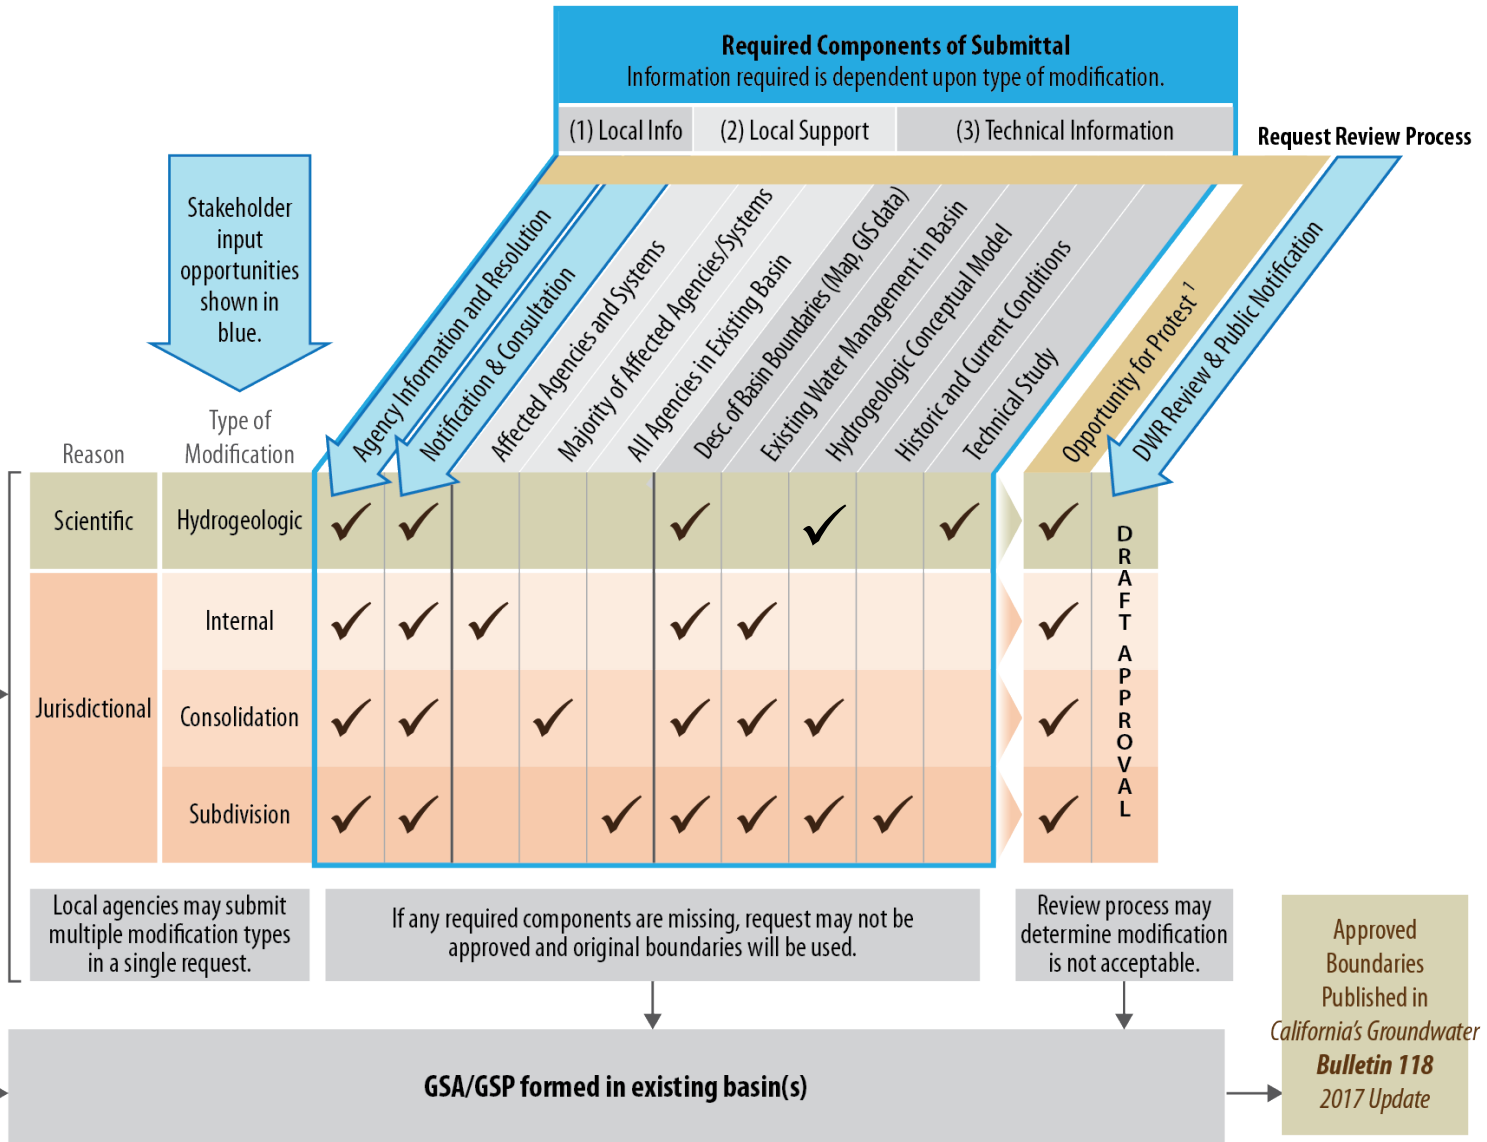 Required Components of Submittal
Information required is dependent upon type of modification.
(1) Local Info
(2) Local Support
(3) Technical Information
Request Review Process
Stakeholder
input
opportunities
shown in
blue.
Agency Information and Resolution
Notification & Consultation
Affected Agencies and Systems
Majority of Affected Agencies/Systems
All Agencies in Existing Basin
Desc of Basin Boundaries (Map, GIS data)
Existing Water Management in Basin
Hydrogeologic Conceptual Model
Historic and Current Conditions
Technical Study
Opportunity for Protest 1
DWR Review & Public Notification
Reason
Type of
Modification
Scientific
Hydrogeologic
Jurisdictional
Internal
Consolidation
Subdivision
DRAFT APPROVAL
Local agencies may submit
multiple modification types
in a single request.
If any required components are missing, request may not be
approved and original boundaries will be used.
Review process may
determine modification
is not acceptable.
GSA/GSP formed in existing basin(s)
Approved
Boundaries
Published in
California's Groundwater
Bulletin 118
2017 Update